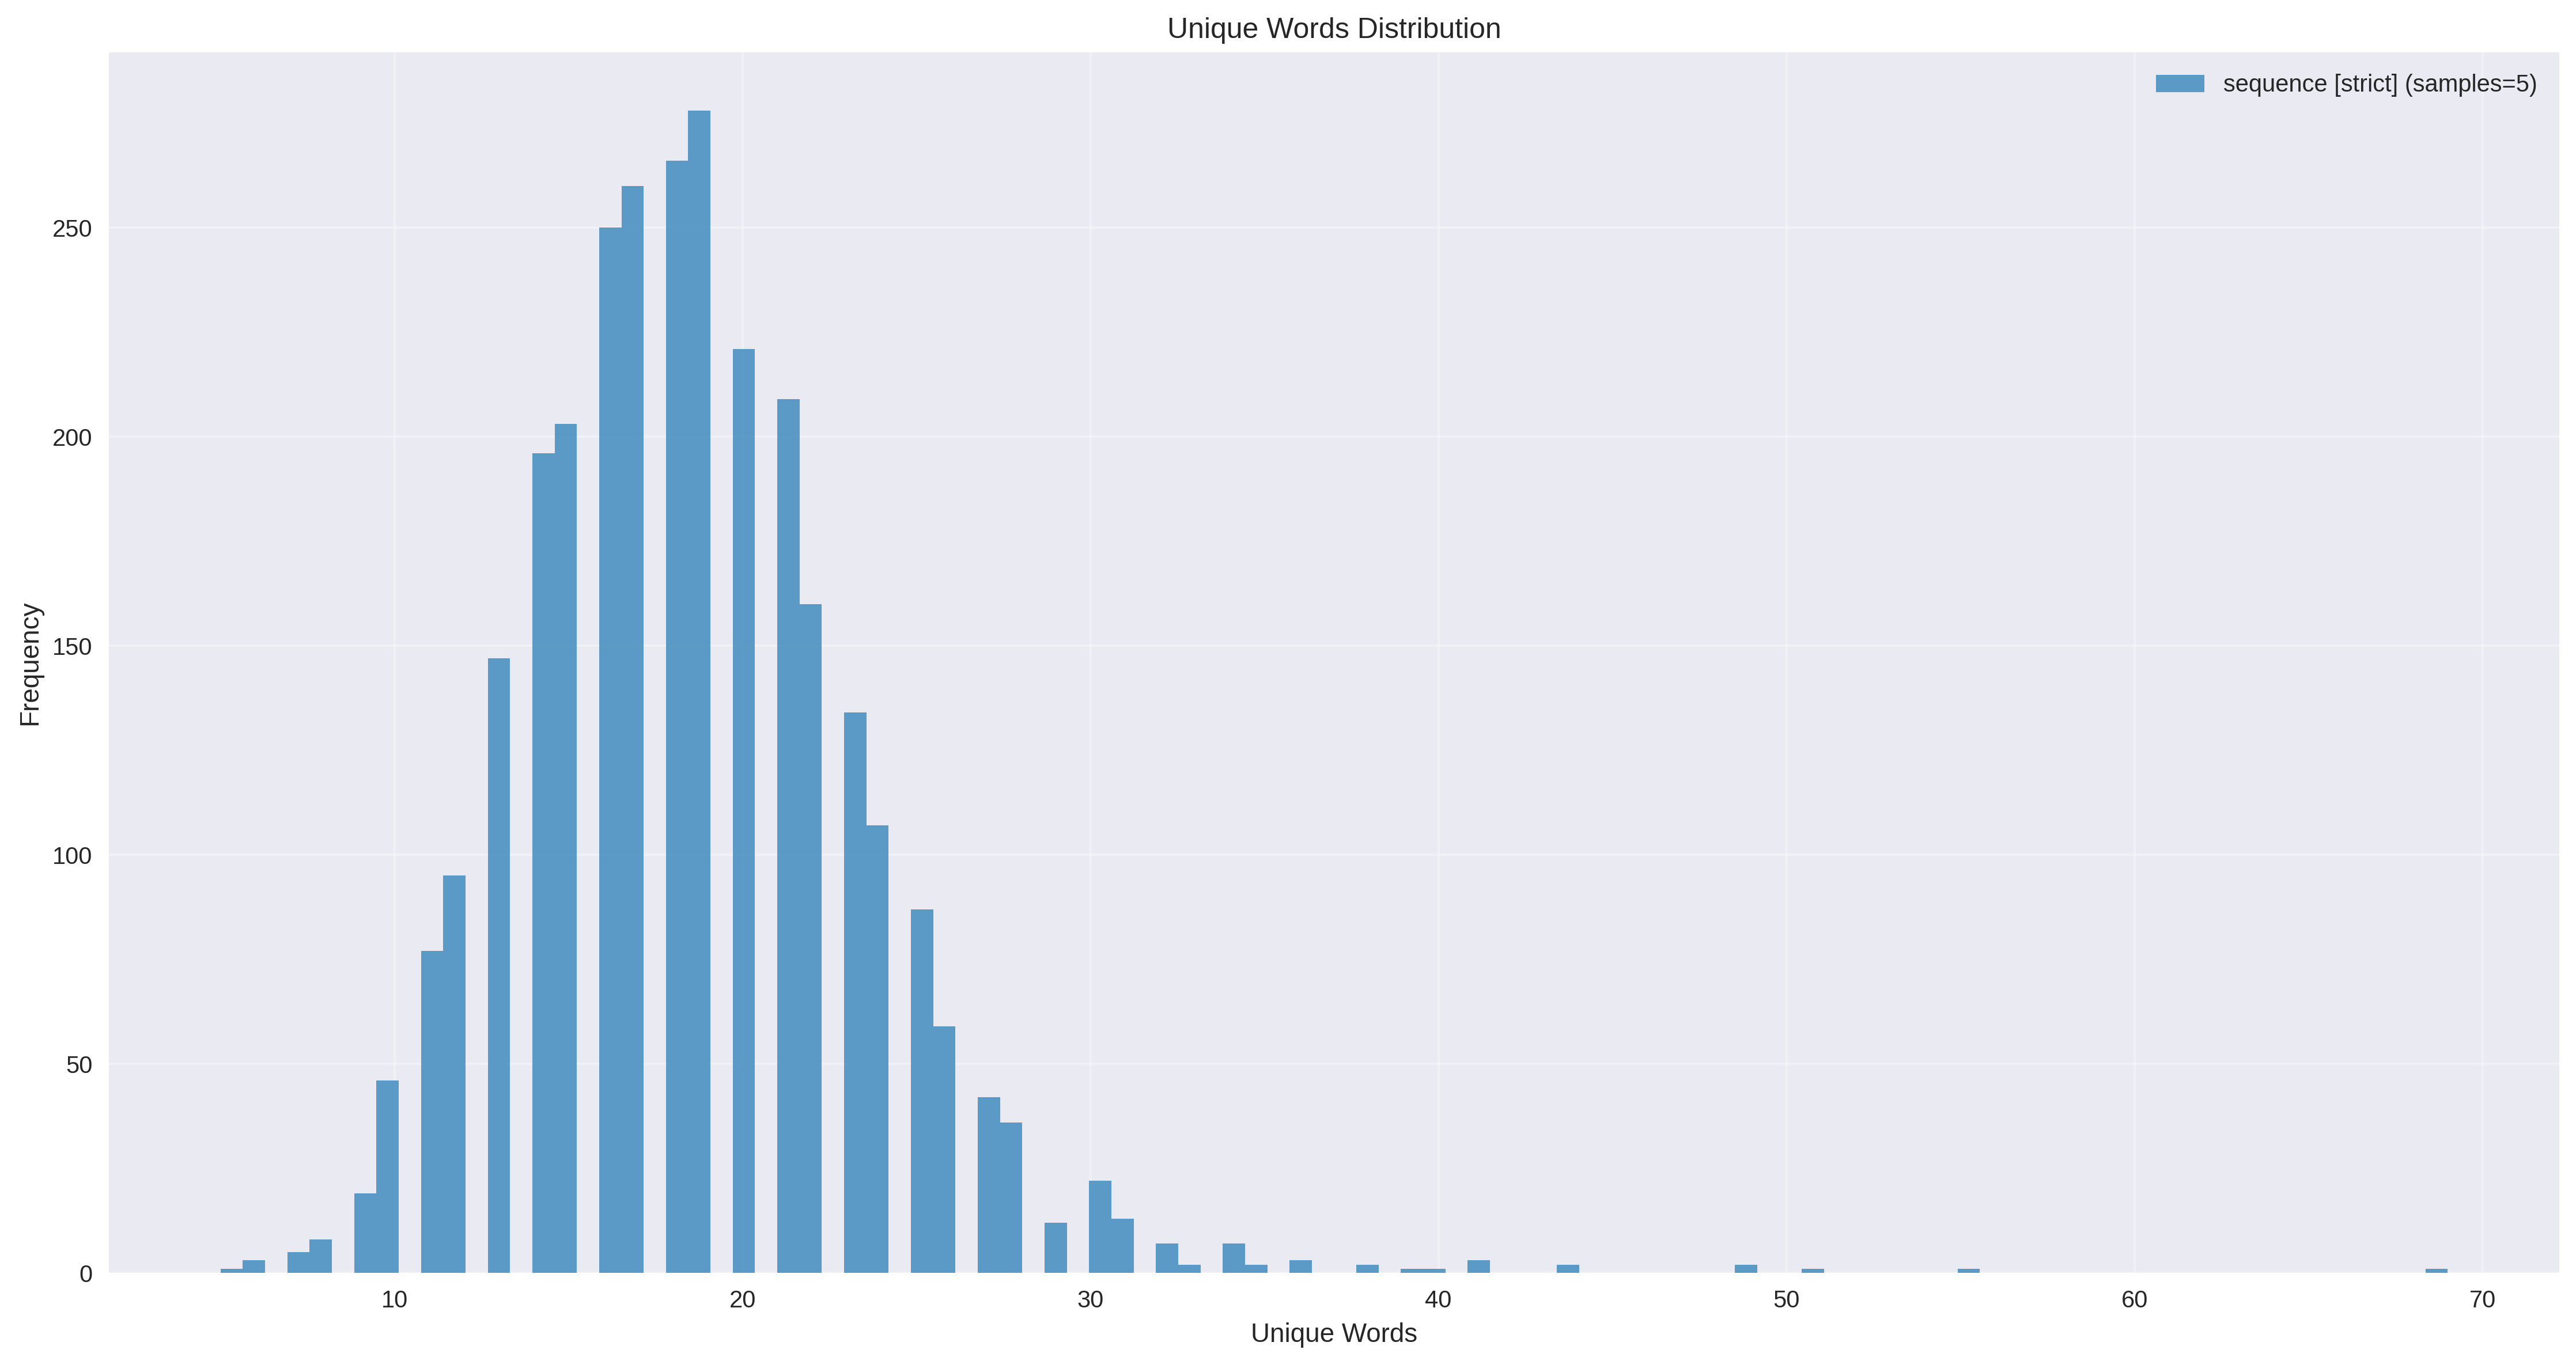 Unique Words Distribution
sequence [strict] (samples=5)
Frequency
250
200
150
100
50
0
10 20 30 40 50 60 70
Unique Words